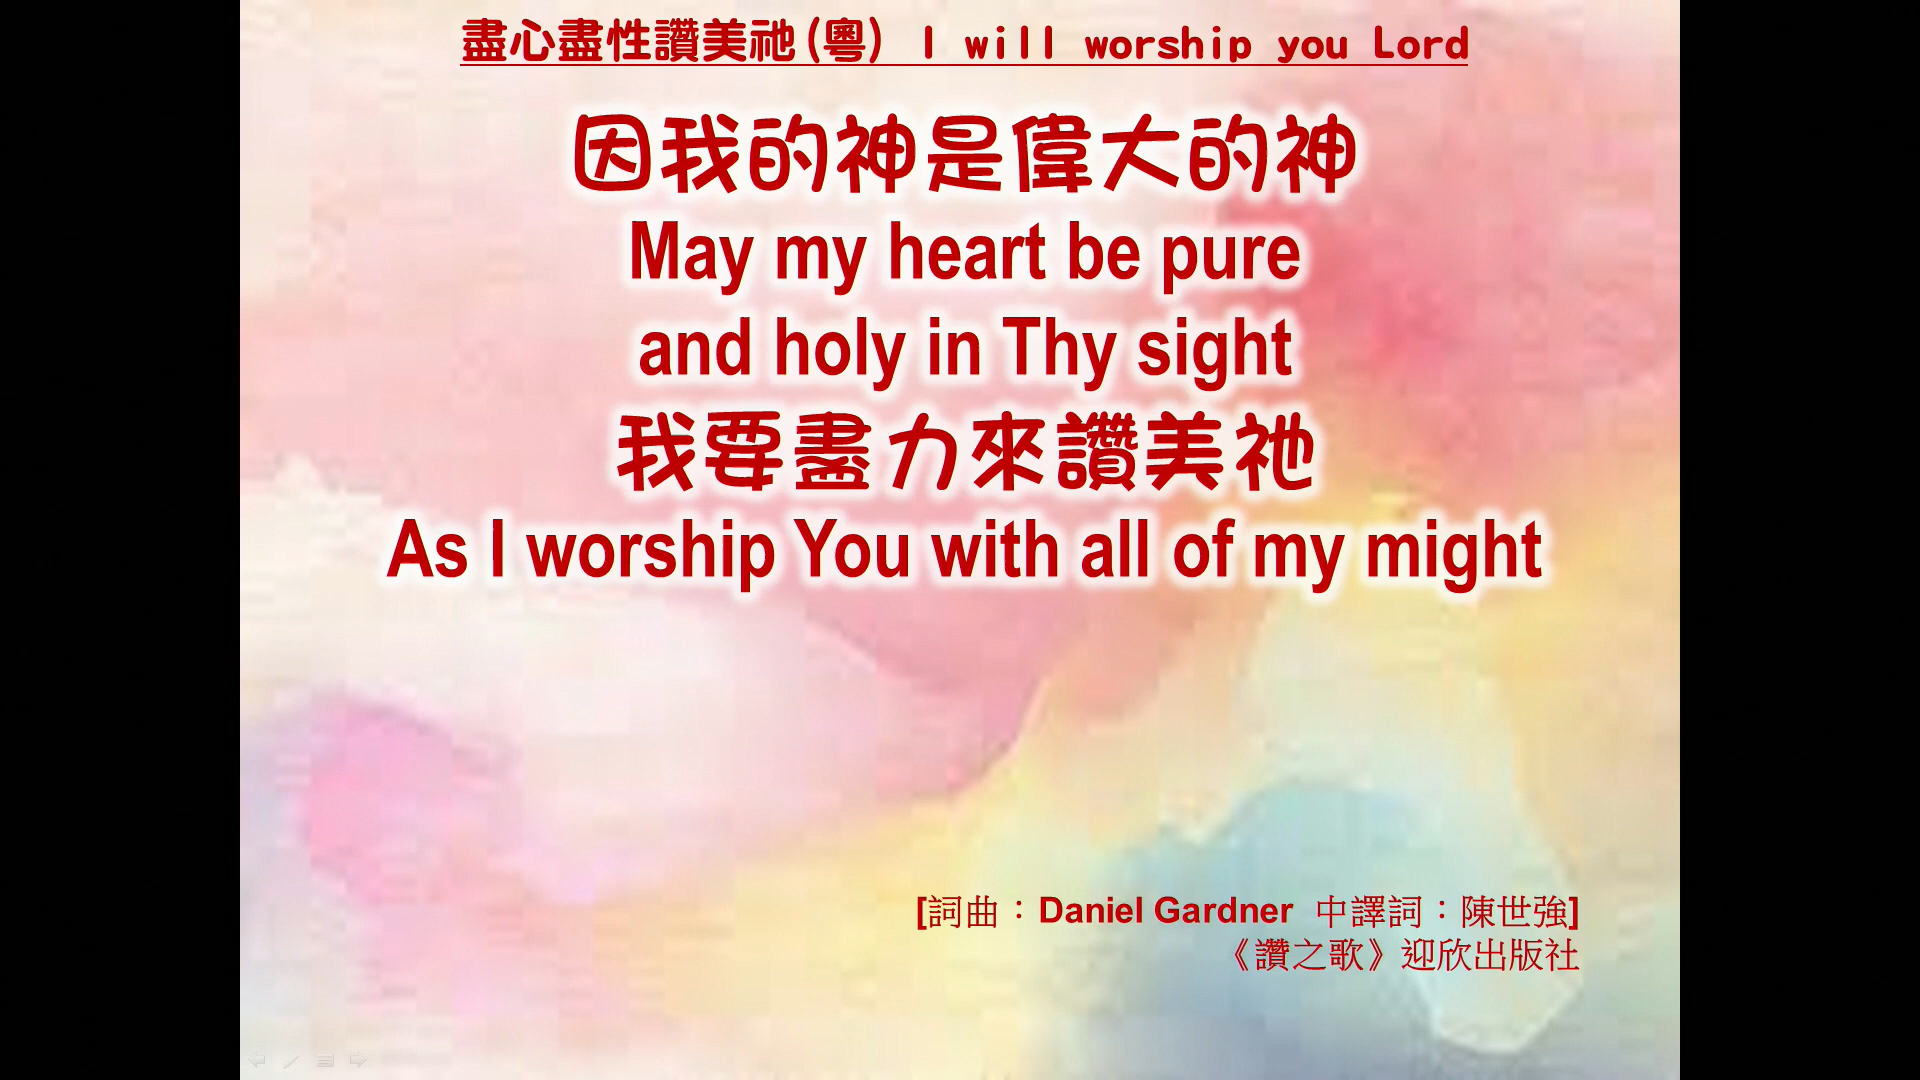 盡心盡性讚美祂(粵) I will worship you Lord
因我的神是偉大的神
May my heart be pure
and holy in Thy sight
我要盡力來讚美祂
As I worship You with all of my might
[詞曲：Daniel Gardner 中譯詞：陳世強]
《讚之歌》迎欣出版社